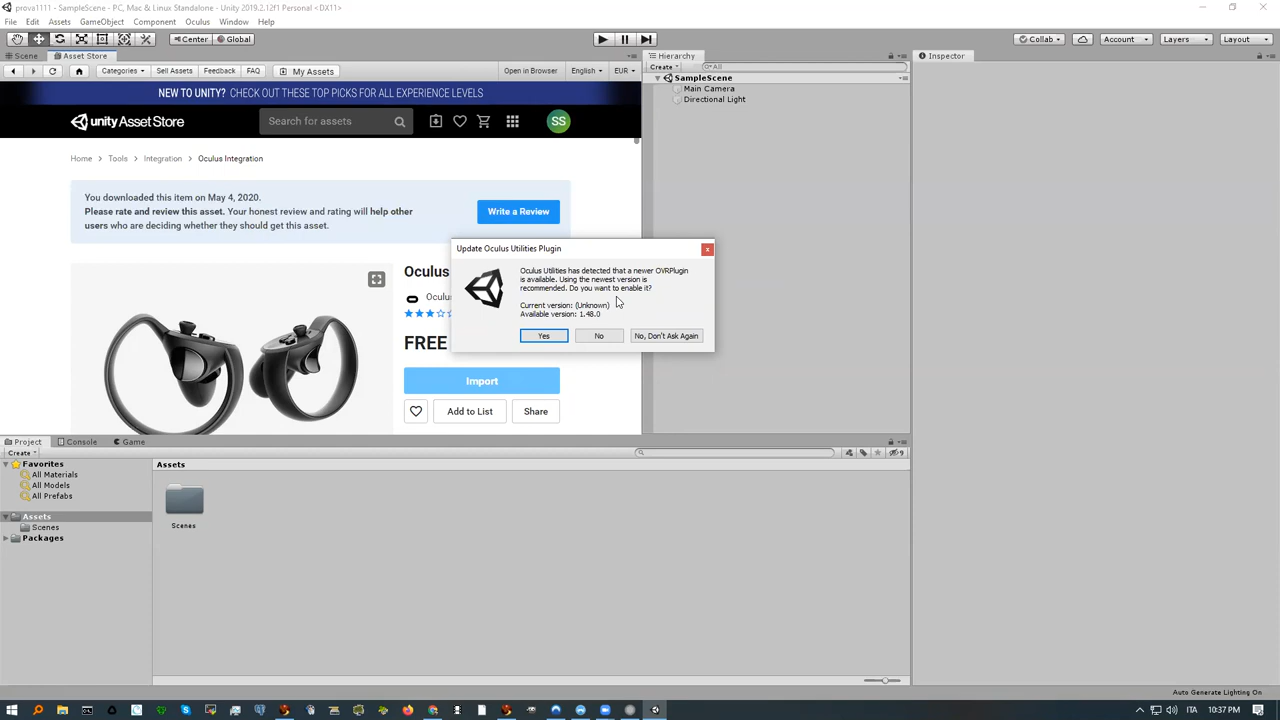 prova1111 - SampleScene - PC, Mac & Linux Standalone - Unity 2019.2.12f1 Personal <DX11>
File Edit Assets GameObject Component Oculus Window Help
Center Global
Collab Account Layers Layout
Scene Asset Store
Hierarchy
Inspector
Categories Sell Assets Feedback FAQ My Assets Open in Browser English EUR
Create All
SampleScene
Main Camera
Directional Light
NEW TO UNITY? CHECK OUT THESE TOP PICKS FOR ALL EXPERIENCE LEVELS
unity Asset Store Search for assets SS
Home > Tools > Integration > Oculus Integration
You downloaded this item on May 4, 2020.
Please rate and review this asset. Your honest review and rating will help other
users who are deciding whether they should get this asset.
Write a Review
Oculus
Oculu
FREE
Import
Add to List Share
Update Oculus Utilities Plugin
x
Oculus Utilities has detected that a newer OVRPlugin
is available. Using the newest version is
recommended. Do you want to enable it?
Current version: (Unknown)
Available version: 1.48.0
Yes No No, Don't Ask Again
Project Console Game
Create
9
Favorites
All Materials
All Models
All Prefabs
Assets
Scenes
Packages
Assets
Scenes
Auto Generate Lighting On
ITA 10:37 PM